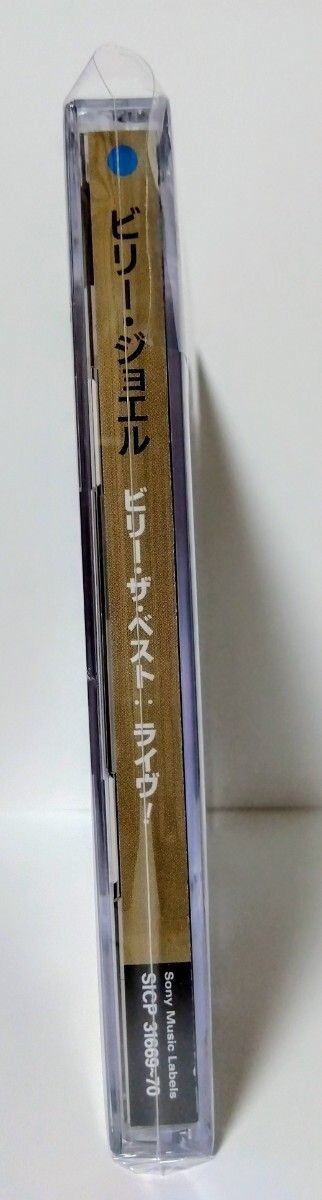 ビリー・ジョエル
ビリー・ザ・ベスト:ライヴ!
Sony Music Labels
SICP 31669~70